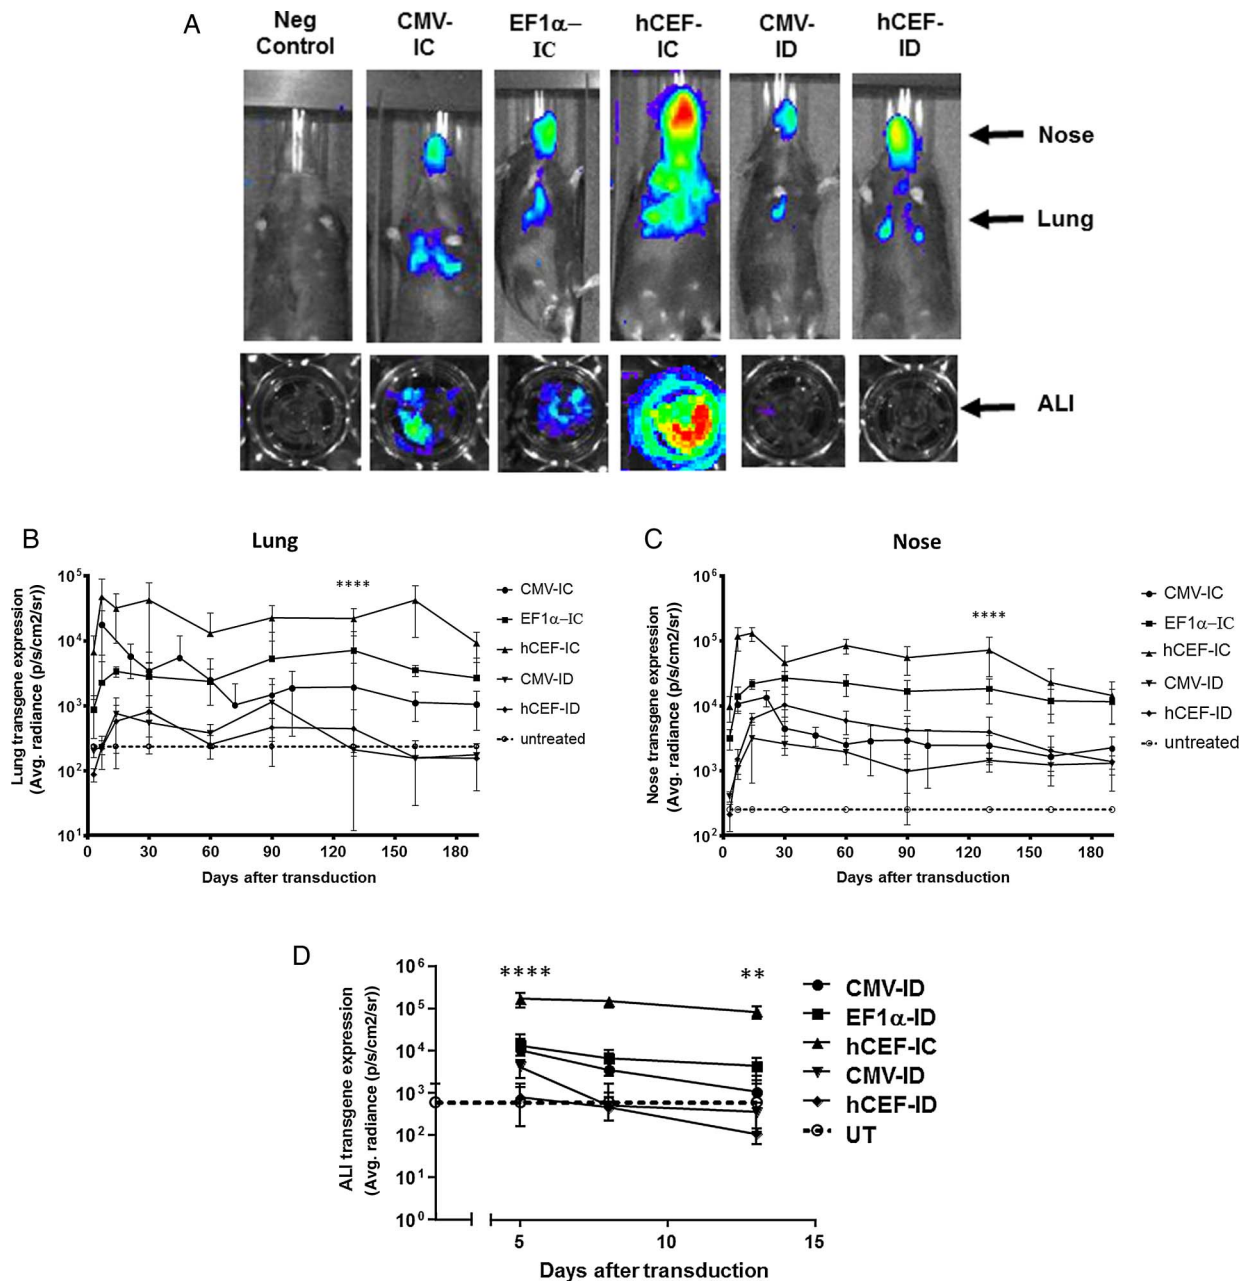 A
Neg
Control
CMV-
IC
EF1α–
IC
hCEF-
IC
CMV-
ID
hCEF-
ID
Nose
Lung
ALI
B
Lung
Lung transgene expression
(Avg. radiance (p/s/cm2/sr))
10^5
10^4
10^3
10^2
10^1
0 30 60 90 120 150 180
Days after transduction
****
CMV-IC
EF1α–IC
hCEF-IC
CMV-ID
hCEF-ID
untreated
C
Nose
Nose transgene expression
(Avg. radiance (p/s/cm2/sr))
10^6
10^5
10^4
10^3
10^2
0 30 60 90 120 150 180
Days after transduction
****
CMV-IC
EF1α–IC
hCEF-IC
CMV-ID
hCEF-ID
untreated
D
ALI transgene expression
(Avg. radiance (p/s/cm2/sr))
10^6
10^5
10^4
10^3
10^2
10^1
10^0
5 10 15
Days after transduction
**** **
CMV-ID
EF1α-ID
hCEF-IC
CMV-ID
hCEF-ID
UT